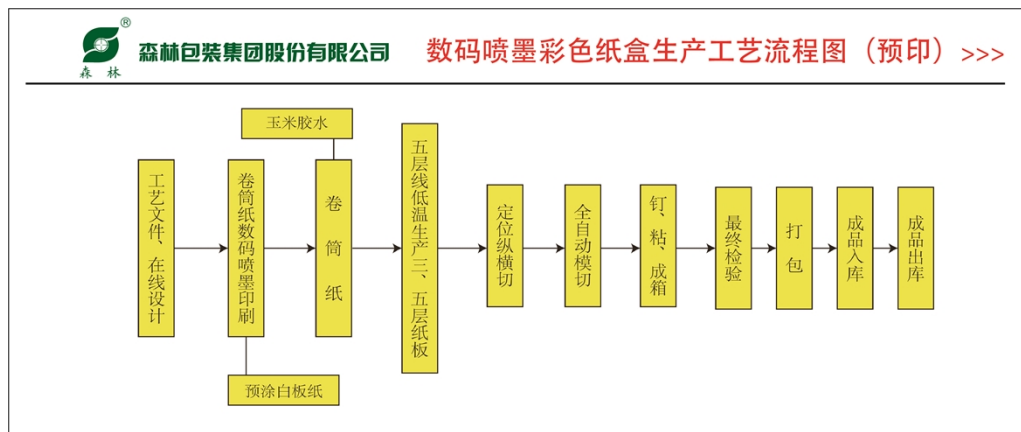 ®
森林
森林包装集团股份有限公司
数码喷墨彩色纸盒生产工艺流程图（预印）>>>
玉米胶水
工艺文件、在线设计
卷筒纸数码喷墨印刷
卷筒纸
五层线低温生产三、五层纸板
定位纵横切
全自动模切
钉、粘、成箱
最终检验
打包
成品入库
成品出库
预涂白板纸